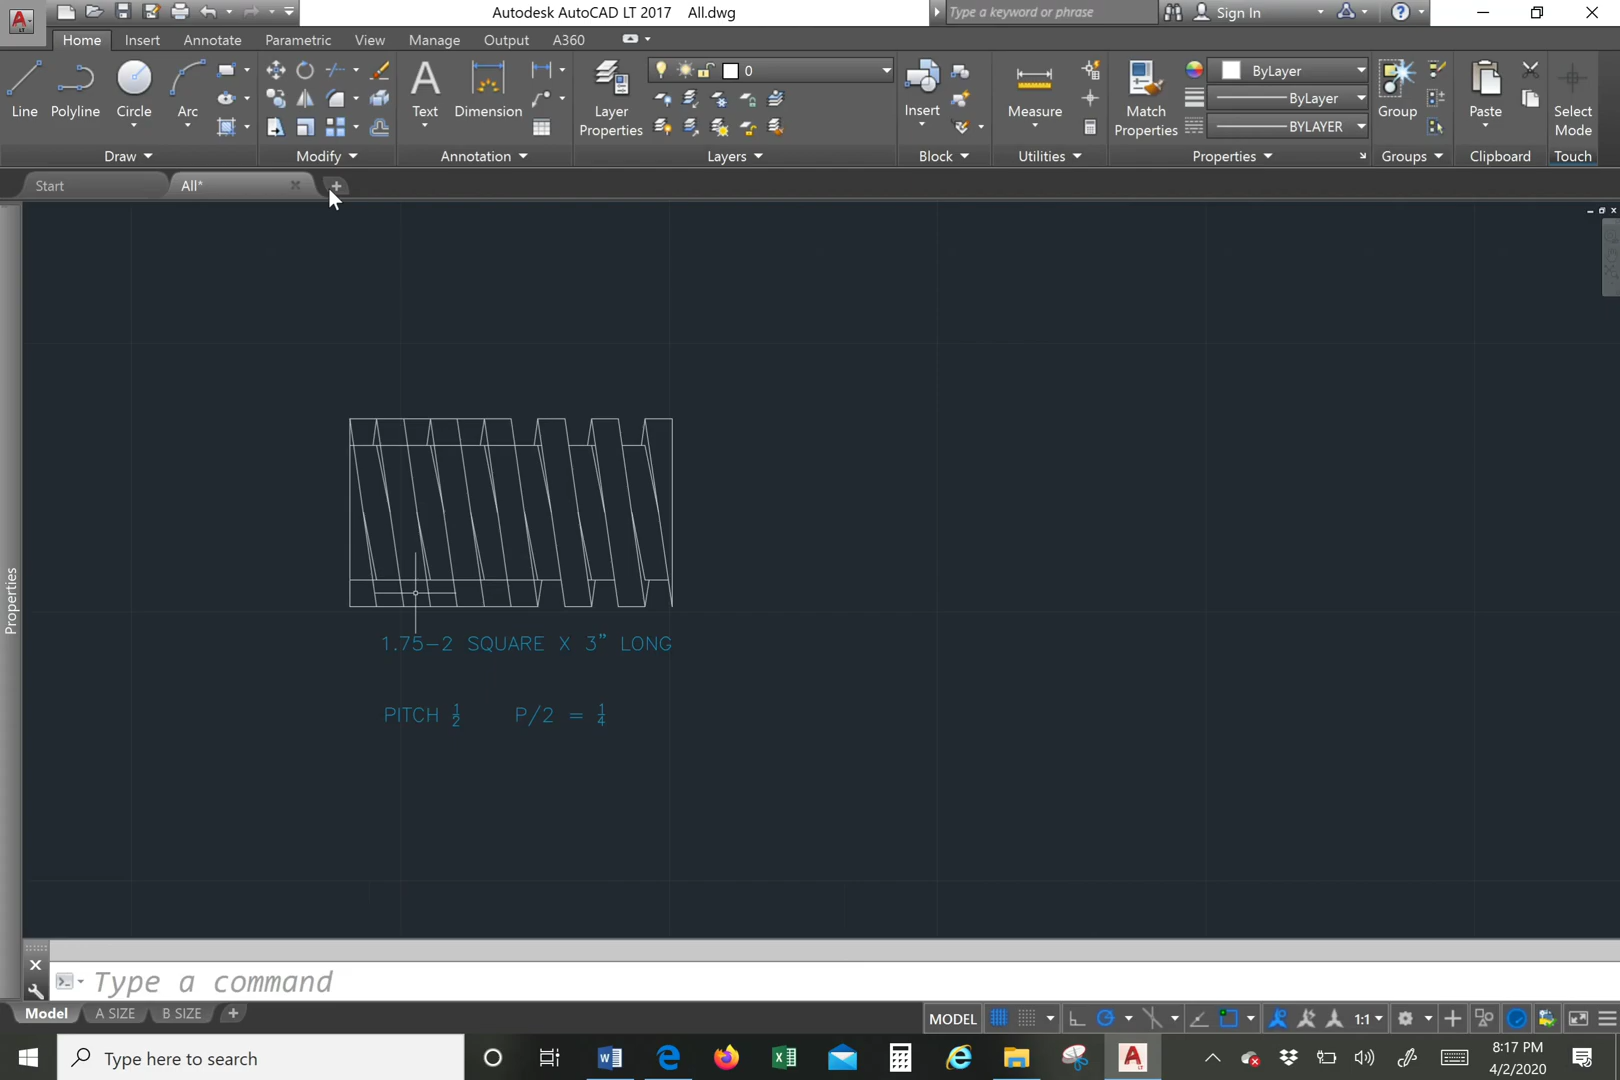 Autodesk AutoCAD LT 2017 All.dwg
Type a keyword or phrase
Sign In
Home Insert Annotate Parametric View Manage Output A360
Line Polyline Circle Arc
Text Dimension
Layer Properties
0
Insert
Measure
Match Properties
ByLayer
ByLayer
BYLAYER
Group
Paste
Select Mode
Draw Modify Annotation Layers Block Utilities Properties Groups Clipboard Touch
Start All*
Properties
1.75-2 SQUARE X 3" LONG
PITCH 1/2 P/2 = 1/4
Type a command
Model A SIZE B SIZE
MODEL 1:1
Type here to search
8:17 PM
4/2/2020